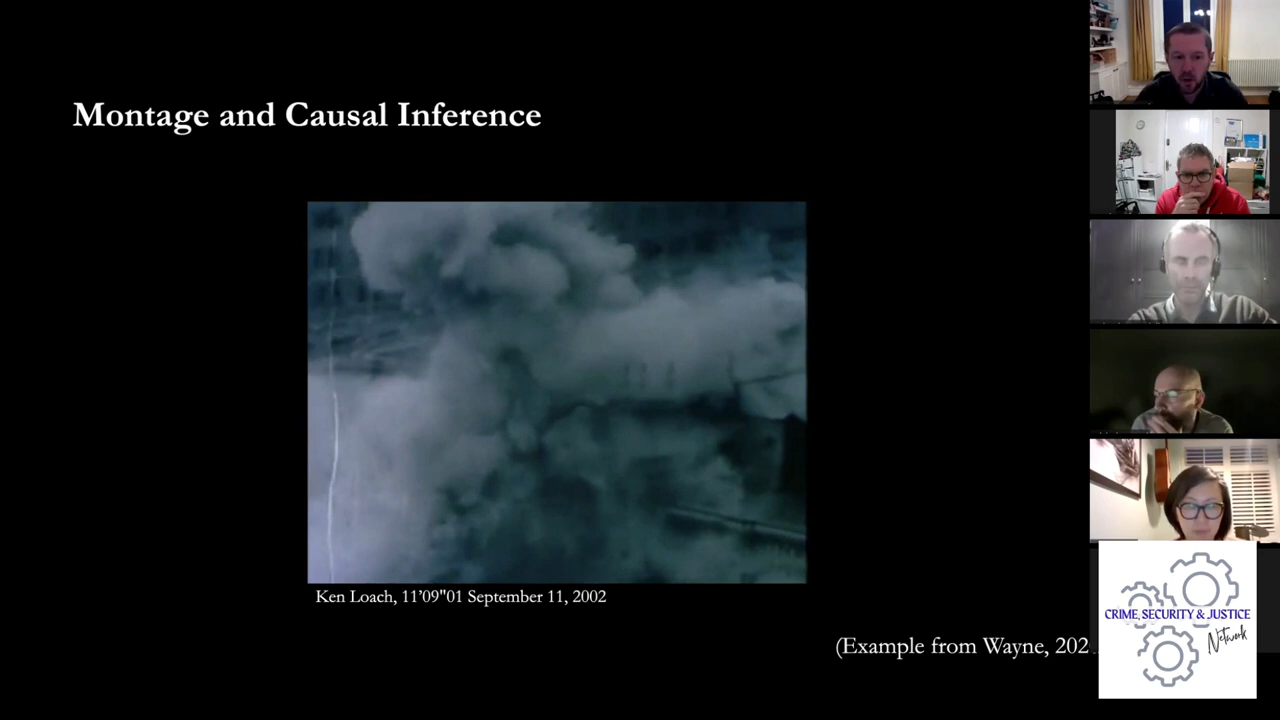 Montage and Causal Inference
Ken Loach, 11’09"01 September 11, 2002
(Example from Wayne, 202
CRIME, SECURITY & JUSTICE
Network